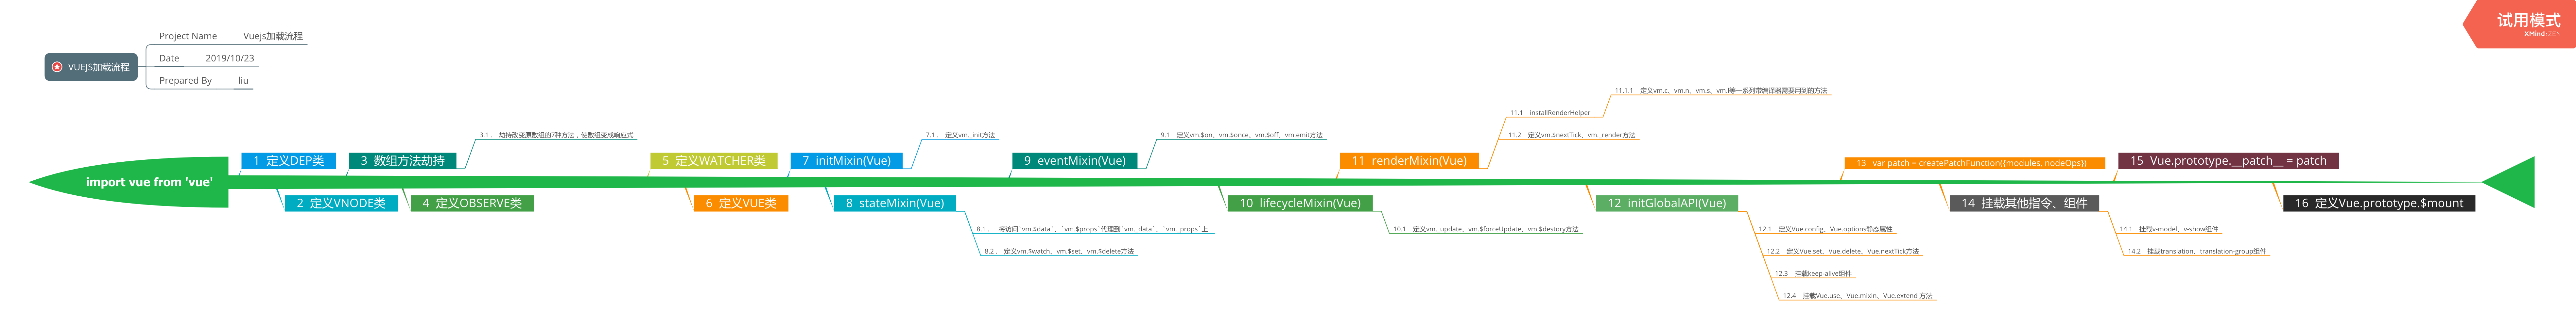 试用模式
XMind:ZEN
VUEJS加载流程
Project Name Vuejs加载流程
Date 2019/10/23
Prepared By liu
import vue from 'vue'
1 定义DEP类
2 定义VNODE类
3 数组方法劫持
3.1 . 劫持改变原数组的7种方法，使数组变成响应式
4 定义OBSERVE类
5 定义WATCHER类
6 定义VUE类
7 initMixin(Vue)
7.1 . 定义vm._init方法
8 stateMixin(Vue)
8.1 . 将访问`vm.$data`、`vm.$props`代理到`vm._data`、`vm._props`上
8.2 . 定义vm.$watch、vm.$set、vm.$delete方法
9 eventMixin(Vue)
9.1 定义vm.$on、vm.$once、vm.$off、vm.emit方法
10 lifecycleMixin(Vue)
10.1 定义vm._update、vm.$forceUpdate、vm.$destory方法
11 renderMixin(Vue)
11.1 installRenderHelper
11.1.1 定义vm.c、vm.n、vm.s、vm.l等一系列带编译器需要用到的方法
11.2 定义vm.$nextTick、vm._render方法
12 initGlobalAPI(Vue)
12.1 定义Vue.config、Vue.options静态属性
12.2 定义Vue.set、Vue.delete、Vue.nextTick方法
12.3 挂载keep-alive组件
12.4 挂载Vue.use、Vue.mixin、Vue.extend 方法
13 var patch = createPatchFunction({modules, nodeOps})
14 挂载其他指令、组件
14.1 挂载v-model、v-show组件
14.2 挂载translation、translation-group组件
15 Vue.prototype.__patch__ = patch
16 定义Vue.prototype.$mount